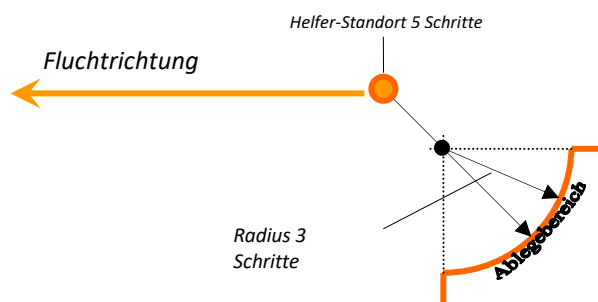 Helfer-Standort 5 Schritte
Fluchtrichtung
Radius 3
Schritte
Ablegebereich